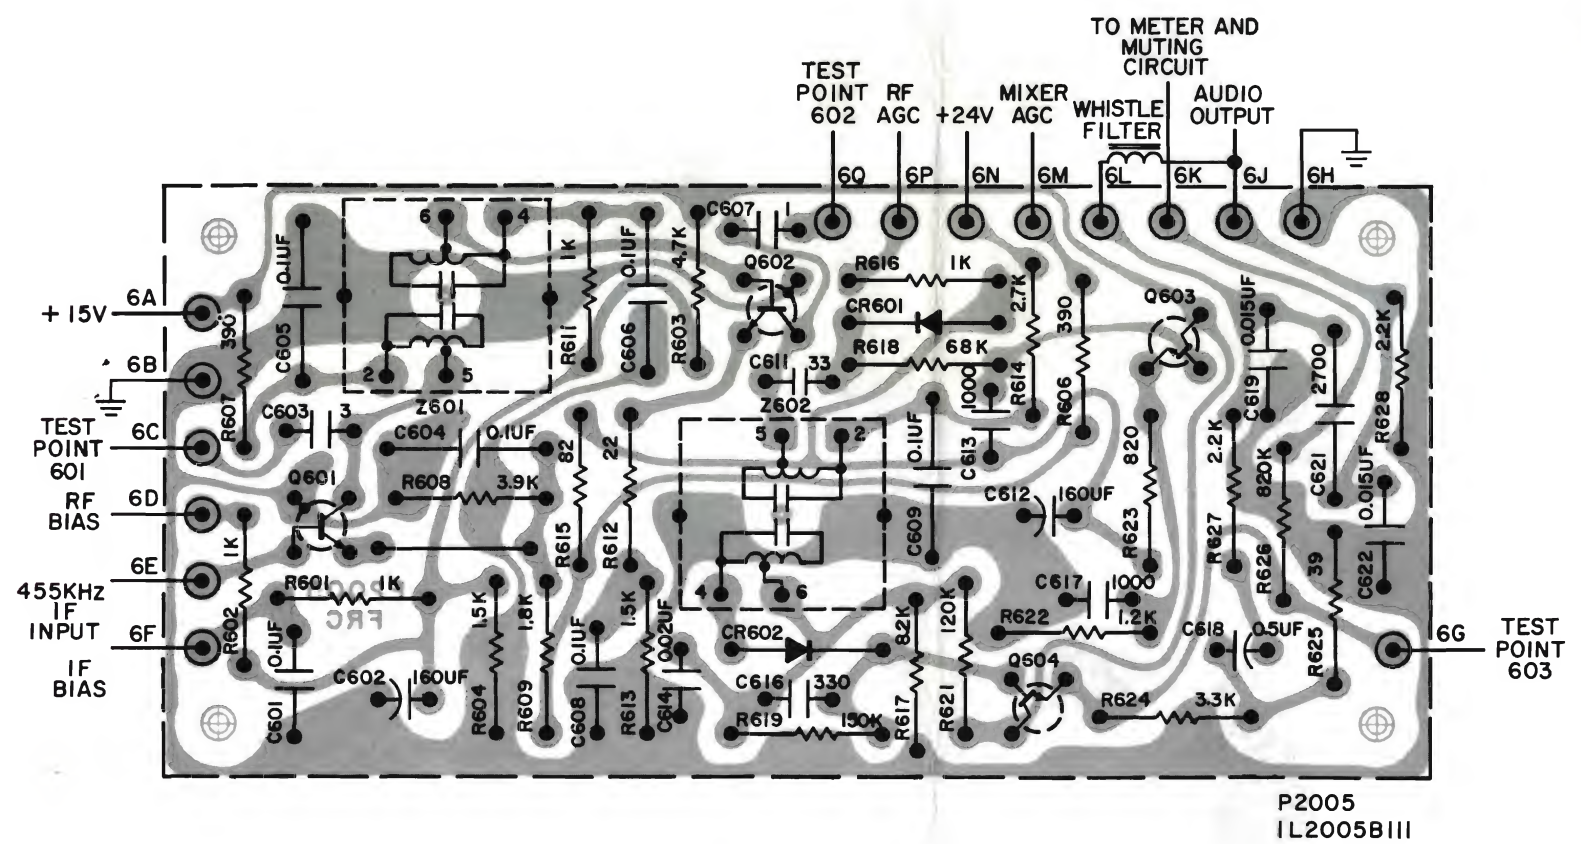 TO METER AND
MUTING
CIRCUIT
TEST
POINT
602
RF
AGC
+24V
MIXER
AGC
WHISTLE
FILTER
AUDIO
OUTPUT
6Q
6P
6N
6M
6L
6K
6J
6H
+ 15V
6A
6B
TEST
POINT
601
6C
RF
BIAS
6D
6E
455KHz
IF
INPUT
6F
IF
BIAS
6G
TEST
POINT
603
0.1UF
C605
390
R607
6
4
2
5
Z601
1K
R611
0.1UF
C606
4.7K
R603
C607
1
Q602
R616
1K
CR601
R618
68K
C611
33
2.7K
R614
390
R606
Q603
0.015UF
C619
2700
C621
2.2K
R628
C603
3
C604
0.1UF
R608
3.9K
Q601
82
R615
22
R612
Z602
5
2
4
6
0.1UF
C609
1000
C613
C612
160UF
820
R623
2.2K
R627
820K
R626
0.015UF
C622
39
R625
1K
R602
R601
1K
FRC
0.1UF
C601
C602
160UF
1.5K
R604
1.8K
R609
0.1UF
C608
1.5K
R613
0.02UF
C614
CR602
C616
330
R619
150K
82K
R617
120K
R621
C617
1000
R622
1.2K
Q604
R624
3.3K
C618
0.5UF
P2005
IL2005B111